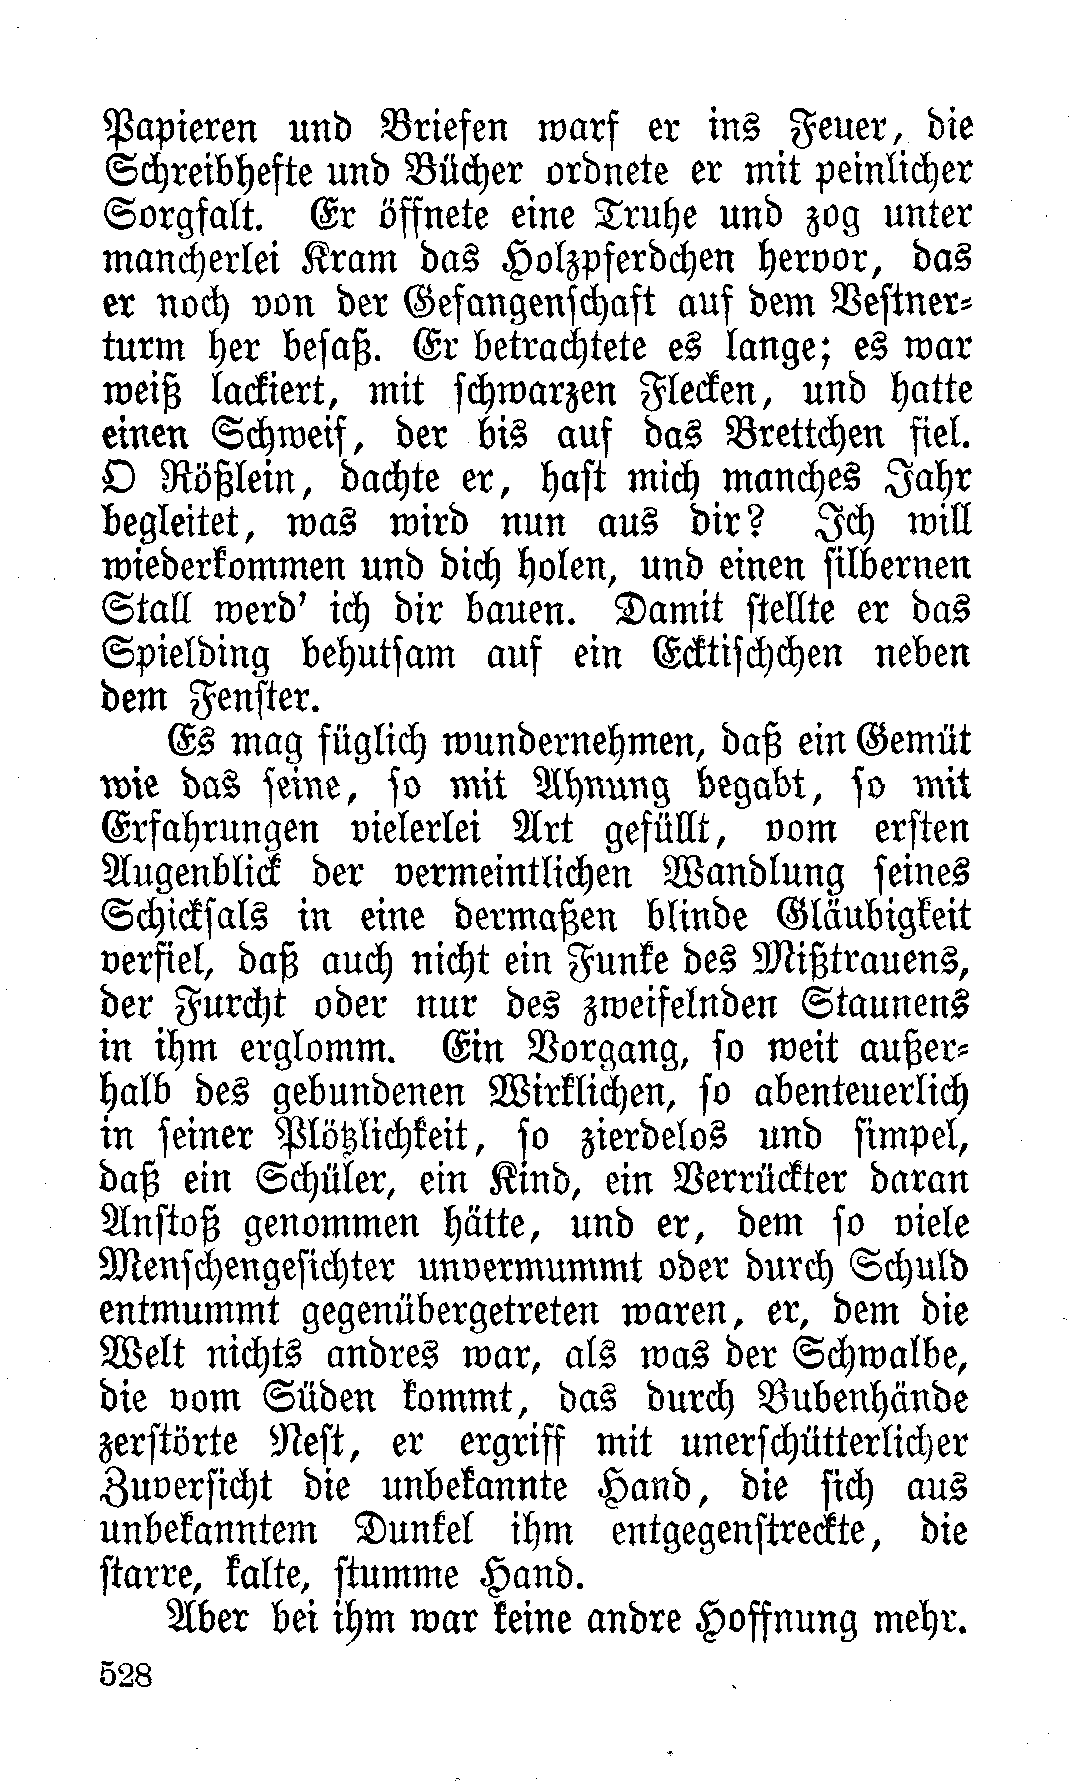 Papieren und Briefen warf er ins Feuer, die
Schreibhefte und Bücher ordnete er mit peinlicher
Sorgfalt. Er öffnete eine Truhe und zog unter
mancherlei Kram das Holzpferdchen hervor, das
er noch von der Gefangenschaft auf dem Vestner-
turm her besaß. Er betrachtete es lange; es war
weiß lackiert, mit schwarzen Flecken, und hatte
einen Schweif, der bis auf das Brettchen fiel.
O Rößlein, dachte er, hast mich manches Jahr
begleitet, was wird nun aus dir? Ich will
wiederkommen und dich holen, und einen silbernen
Stall werd' ich dir bauen. Damit stellte er das
Spielding behutsam auf ein Ecktischchen neben
dem Fenster.
Es mag füglich wundernehmen, daß ein Gemüt
wie das seine, so mit Ahnung begabt, so mit
Erfahrungen vielerlei Art gefüllt, vom ersten
Augenblick der vermeintlichen Wandlung seines
Schicksals in eine dermaßen blinde Gläubigkeit
verfiel, daß auch nicht ein Funke des Mißtrauens,
der Furcht oder nur des zweifelnden Staunens
in ihm erglomm. Ein Vorgang, so weit außer-
halb des gebundenen Wirklichen, so abenteuerlich
in seiner Plötzlichkeit, so zierdelos und simpel,
daß ein Schüler, ein Kind, ein Verrückter daran
Anstoß genommen hätte, und er, dem so viele
Menschengesichter unvermummt oder durch Schuld
entmummt gegenübergetreten waren, er, dem die
Welt nichts andres war, als was der Schwalbe,
die vom Süden kommt, das durch Bubenhände
zerstörte Nest, er ergriff mit unerschütterlicher
Zuversicht die unbekannte Hand, die sich aus
unbekanntem Dunkel ihm entgegenstreckte, die
starre, kalte, stumme Hand.
Aber bei ihm war keine andre Hoffnung mehr.
528